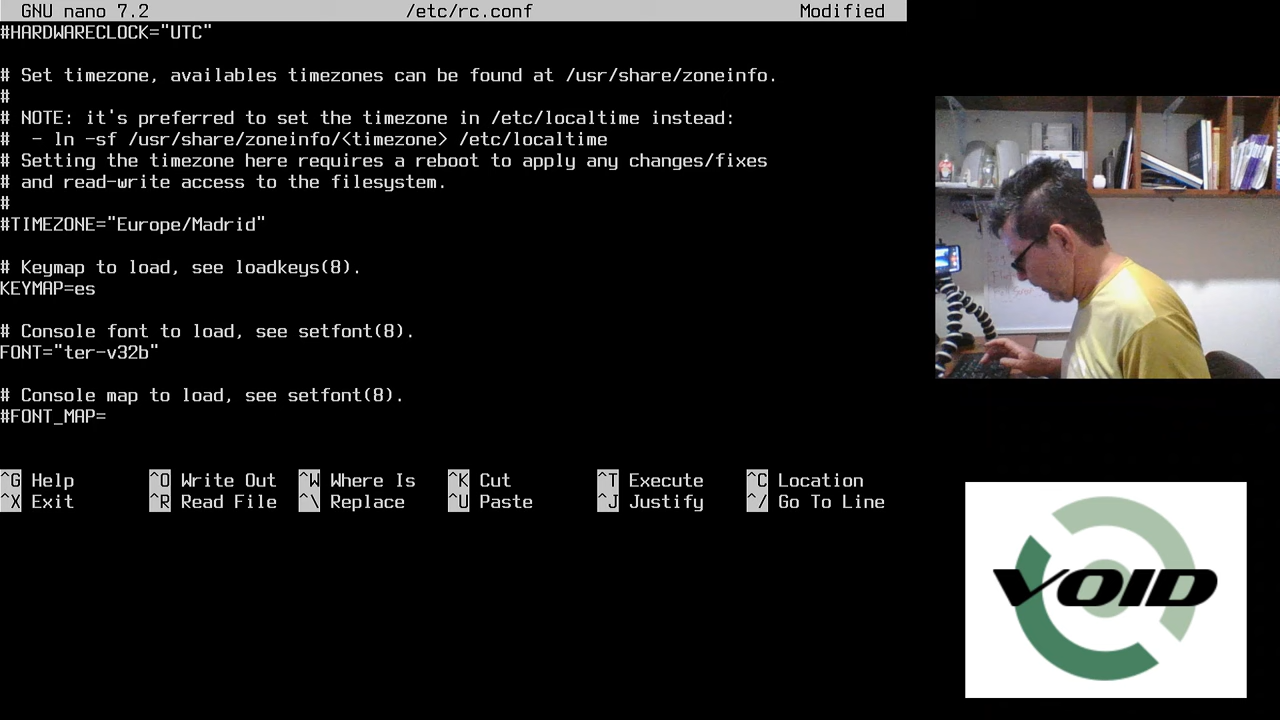 GNU nano 7.2 /etc/rc.conf Modified
#HARDWARECLOCK="UTC"
# Set timezone, availables timezones can be found at /usr/share/zoneinfo.
#
# NOTE: it's preferred to set the timezone in /etc/localtime instead:
#  - ln -sf /usr/share/zoneinfo/<timezone> /etc/localtime
# Setting the timezone here requires a reboot to apply any changes/fixes
# and read-write access to the filesystem.
#
#TIMEZONE="Europe/Madrid"
# Keymap to load, see loadkeys(8).
KEYMAP=es
# Console font to load, see setfont(8).
FONT="ter-v32b"
# Console map to load, see setfont(8).
#FONT_MAP=
^G Help ^O Write Out ^W Where Is ^K Cut ^T Execute ^C Location
^X Exit ^R Read File ^\ Replace ^U Paste ^J Justify ^/ Go To Line
VOID